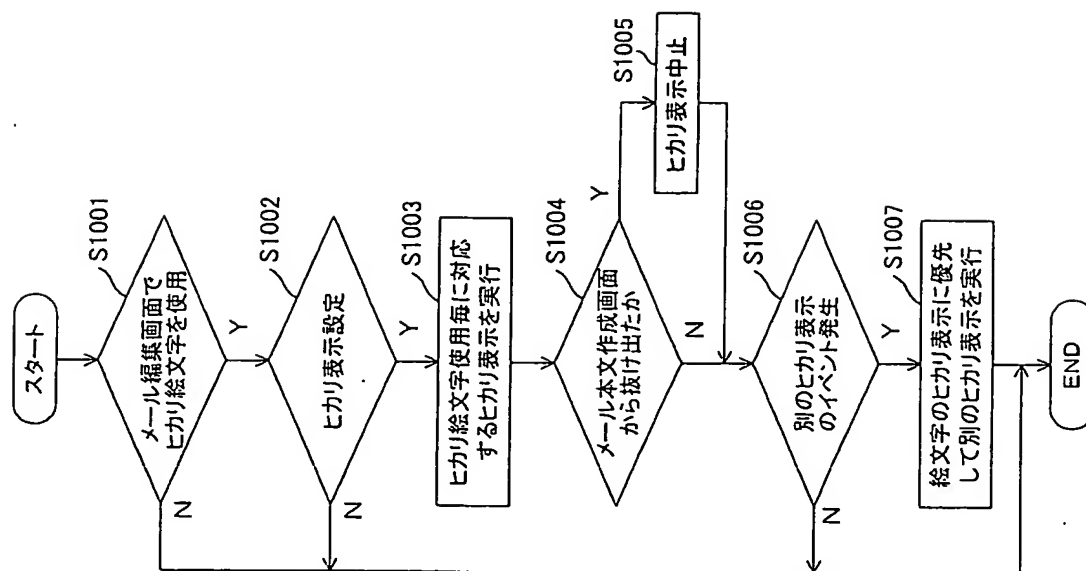 スタート
S1001
メール編集画面で
ヒカリ絵文字を使用
N
Y
S1002
ヒカリ表示設定
N
Y
S1003
ヒカリ絵文字使用毎に対応
するヒカリ表示を実行
S1004
メール本文作成画面
から抜け出たか
Y
N
S1005
ヒカリ表示中止
S1006
別のヒカリ表示
のイベント発生
N
Y
S1007
絵文字のヒカリ表示に優先
して別のヒカリ表示を実行
END